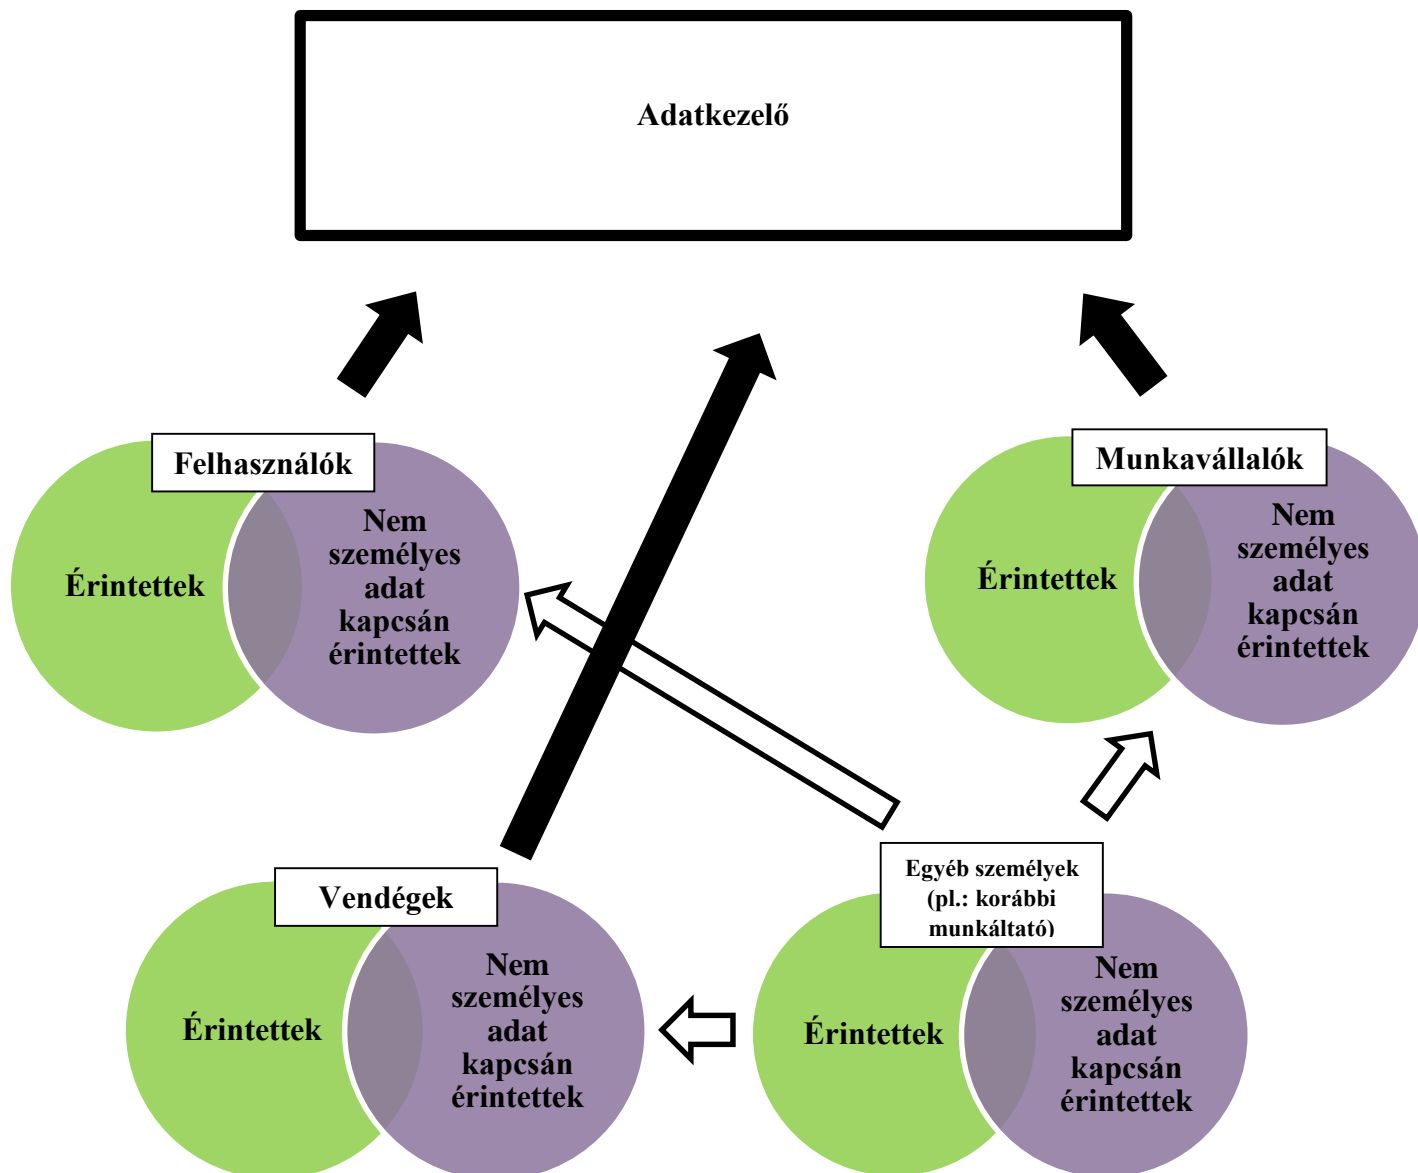 Adatkezelő
Felhasználók
Érintettek
Nem
személyes
adat
kapcsán
érintettek
Munkavállalók
Érintettek
Nem
személyes
adat
kapcsán
érintettek
Vendégek
Érintettek
Nem
személyes
adat
kapcsán
érintettek
Egyéb személyek
(pl.: korábbi
munkáltató)
Érintettek
Nem
személyes
adat
kapcsán
érintettek